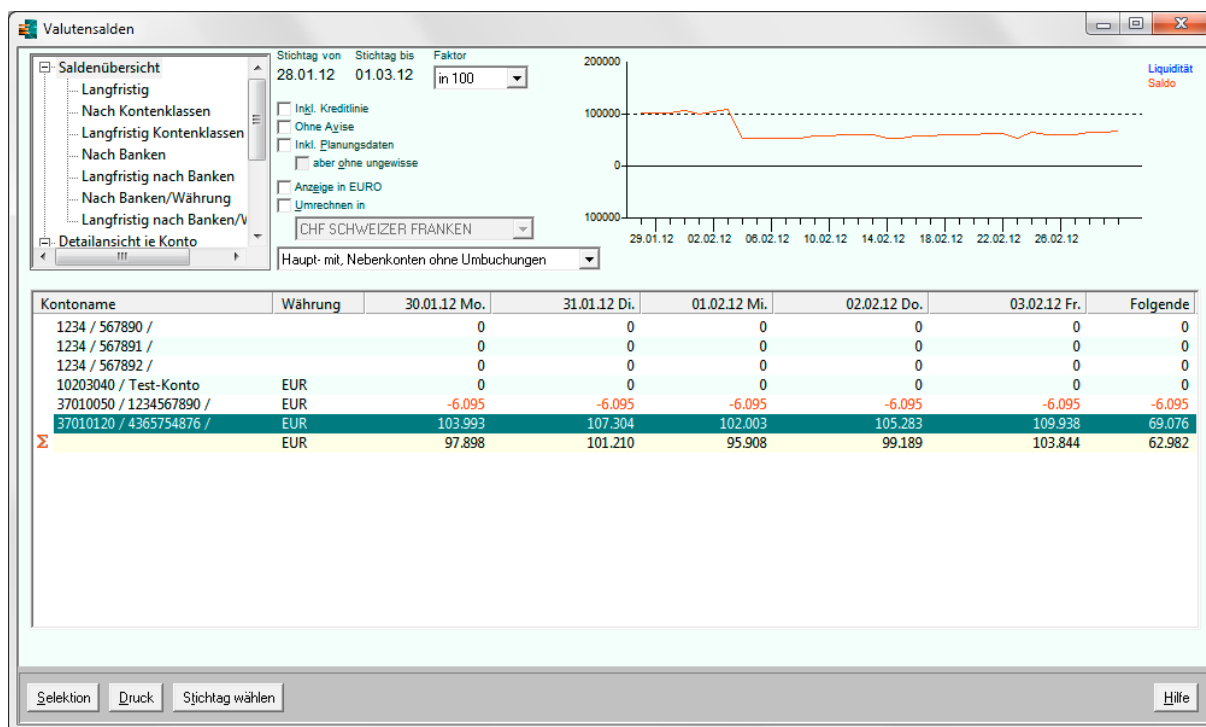 Valutensalden
Saldenübersicht
Langfristig
Nach Kontenklassen
Langfristig Kontenklassen
Nach Banken
Langfristig nach Banken
Nach Banken/Währung
Langfristig nach Banken/V
Detailansicht je Konto
Stichtag von Stichtag bis Faktor
28.01.12 01.03.12 in 100
Inkl. Kreditlinie
Ohne Avise
Inkl. Planungsdaten
aber ohne ungewisse
Anzeige in EURO
Umrechnen in
CHF SCHWEIZER FRANKEN
Haupt- mit, Nebenkonten ohne Umbuchungen
200000
100000
0
100000
29.01.12 02.02.12 06.02.12 10.02.12 14.02.12 18.02.12 22.02.12 26.02.12
Liquidität
Saldo
Kontoname Währung 30.01.12 Mo. 31.01.12 Di. 01.02.12 Mi. 02.02.12 Do. 03.02.12 Fr. Folgende
1234 / 567890 / 0 0 0 0 0 0
1234 / 567891 / 0 0 0 0 0 0
1234 / 567892 / 0 0 0 0 0 0
10203040 / Test-Konto EUR 0 0 0 0 0 0
37010050 / 1234567890 / EUR -6.095 -6.095 -6.095 -6.095 -6.095 -6.095
37010120 / 4365754876 / EUR 103.993 107.304 102.003 105.283 109.938 69.076
Σ EUR 97.898 101.210 95.908 99.189 103.844 62.982
Selektion Druck Stichtag wählen Hilfe